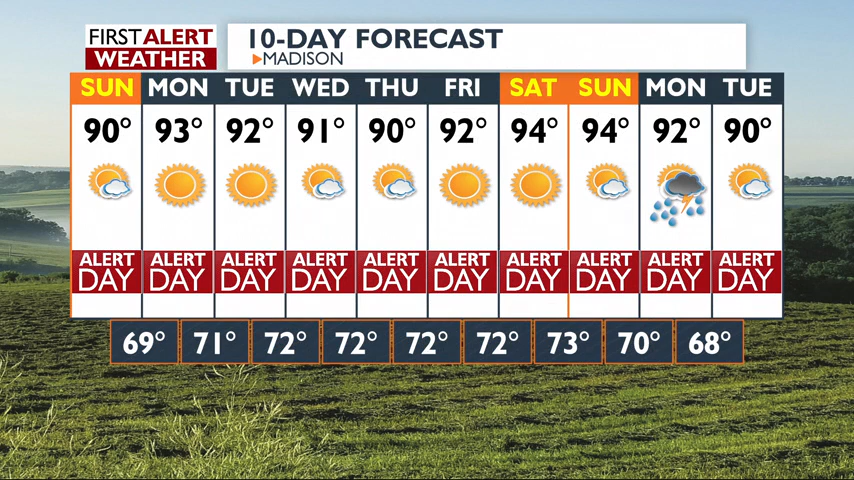 FIRST ALERT
WEATHER
10-DAY FORECAST
MADISON
SUN MON TUE WED THU FRI SAT SUN MON TUE
90° 93° 92° 91° 90° 92° 94° 94° 92° 90°
ALERT ALERT ALERT ALERT ALERT ALERT ALERT ALERT ALERT ALERT
DAY DAY DAY DAY DAY DAY DAY DAY DAY DAY
69° 71° 72° 72° 72° 72° 73° 70° 68°